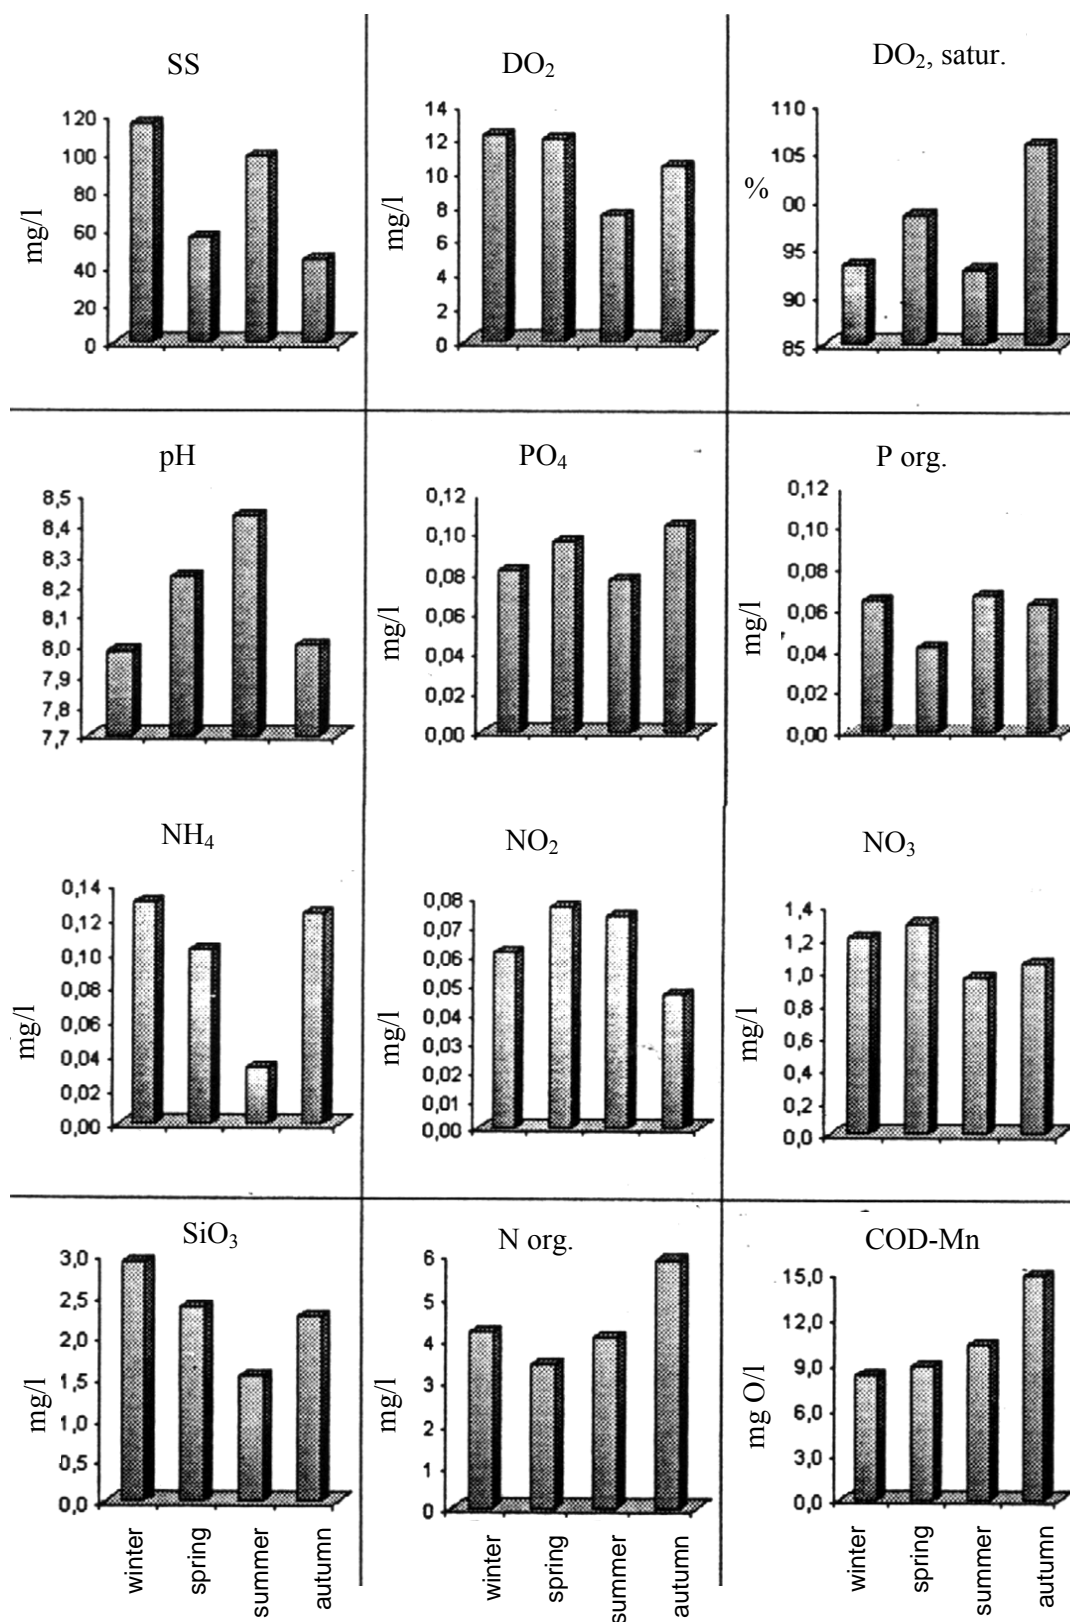 SS
mg/l
120
100
80
60
40
20
0
DO₂
mg/l
14
12
10
8
6
4
2
0
DO₂, satur.
%
110
105
00
95
90
85
pH
8,5
8,4
8,3
8,2
8,1
8,0
7,9
7,8
7,7
PO₄
mg/l
0,12
0,10
0,08
0,06
0,04
0,02
0,00
P org.
mg/l
0,12
0,10
0,08
0,06
0,04
0,02
0,00
NH₄
mg/l
0,14
0,12
0,10
0,08
0,06
0,04
0,02
0,00
NO₂
mg/l
0,08
0,07
0,06
0,05
0,04
0,03
0,02
0,01
0,00
NO₃
mg/l
1,4
1,2
1,0
0,8
0,6
0,4
0,2
0,0
SiO₃
mg/l
3,0
2,5
2,0
1,5
1,0
0,5
0,0
winter
spring
summer
autumn
N org.
mg/l
6
5
4
3
2
1
0
winter
spring
summer
autumn
COD-Mn
mg O/l
15,0
12,0
9,0
6,0
3,0
0,0
winter
spring
summer
autumn